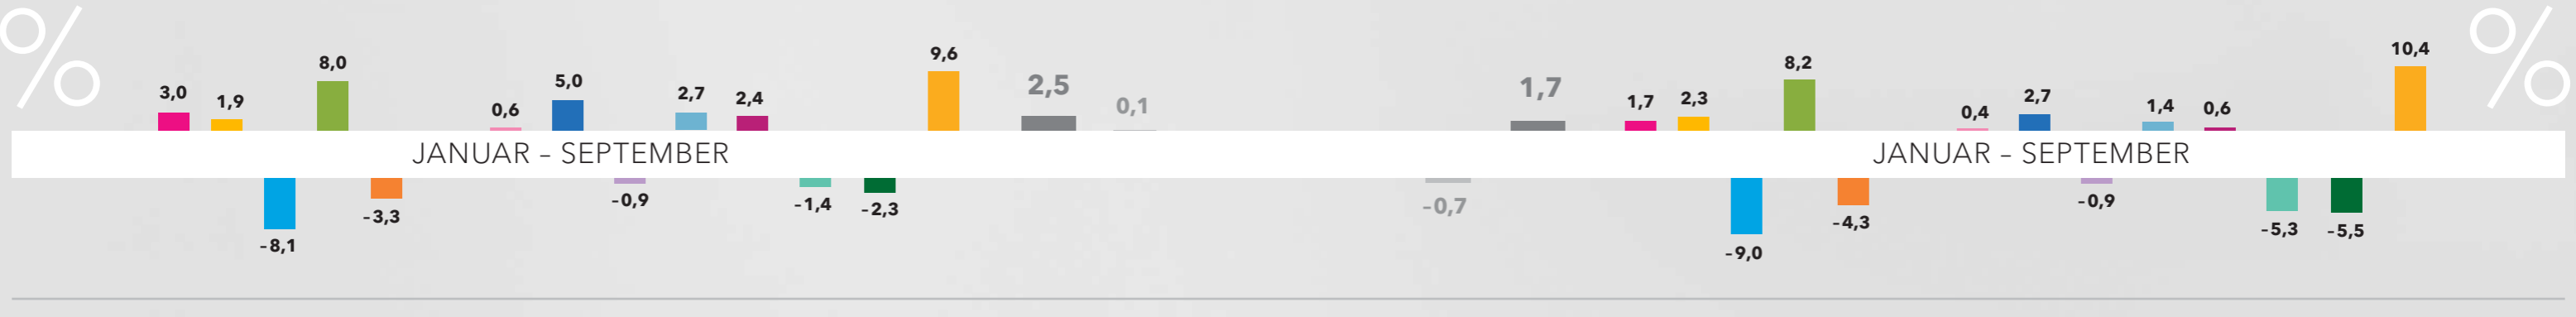 % %
10,4
9,6
8,0 8,2
3,0 1,9 0,6 5,0 2,7 2,4 2,5 0,1 1,7 1,7 2,3 0,4 2,7 1,4 0,6
JANUAR – SEPTEMBER JANUAR – SEPTEMBER
–8,1 –3,3 –0,9 –1,4 –2,3 –0,7 –9,0 –4,3 –0,9 –5,3 –5,5